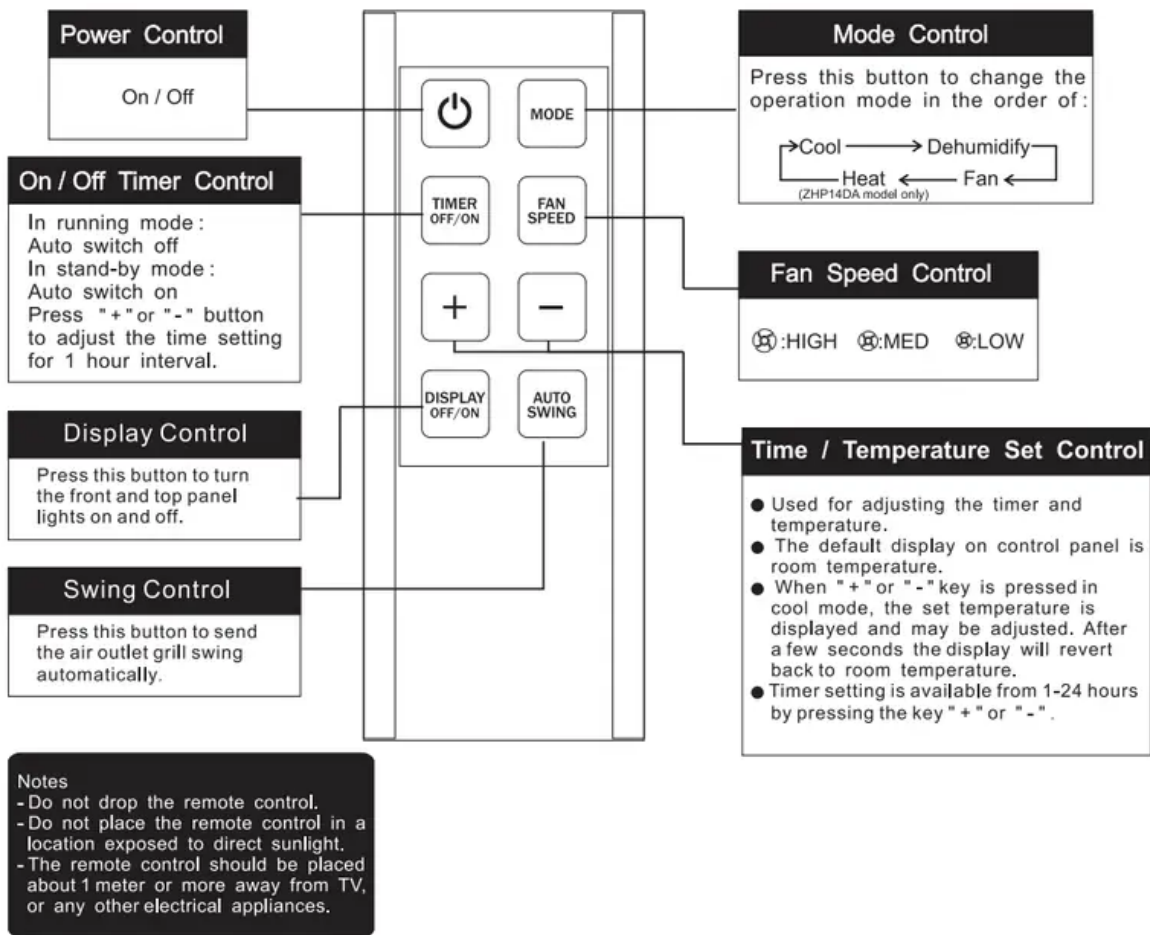 Power Control
On / Off
On / Off Timer Control
In running mode :
Auto switch off
In stand-by mode :
Auto switch on
Press "+" or "-" button
to adjust the time setting
for 1 hour interval.
Display Control
Press this button to turn
the front and top panel
lights on and off.
Swing Control
Press this button to send
the air outlet grill swing
automatically.
MODE
TIMER
OFF/ON
FAN
SPEED
+
−
DISPLAY
OFF/ON
AUTO
SWING
Mode Control
Press this button to change the
operation mode in the order of :
Cool Dehumidify
Heat Fan
(ZHP14DA model only)
Fan Speed Control
:HIGH :MED :LOW
Time / Temperature Set Control
● Used for adjusting the timer and
temperature.
● The default display on control panel is
room temperature.
● When "+" or "-" key is pressed in
cool mode, the set temperature is
displayed and may be adjusted. After
a few seconds the display will revert
back to room temperature.
● Timer setting is available from 1-24 hours
by pressing the key "+" or "-".
Notes
- Do not drop the remote control.
- Do not place the remote control in a
location exposed to direct sunlight.
- The remote control should be placed
about 1 meter or more away from TV,
or any other electrical appliances.